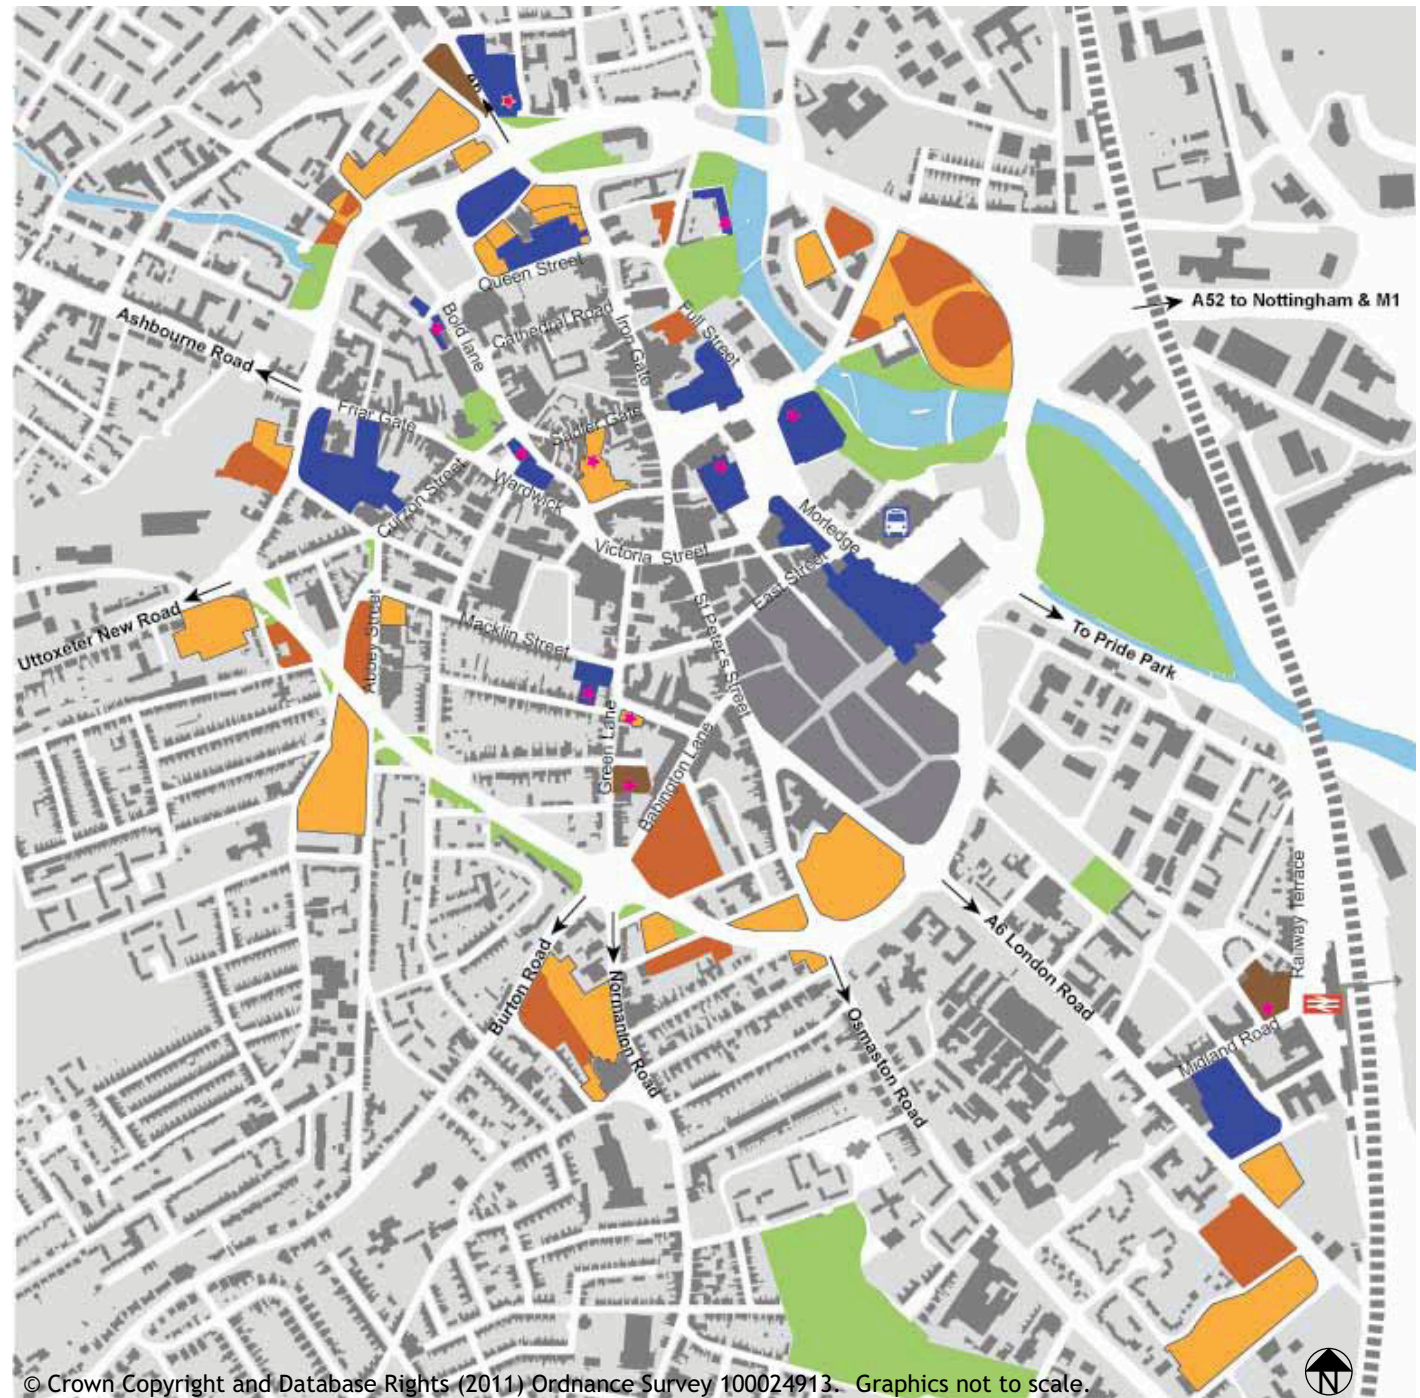 A6
Queen Street
Bold lane
Cathedral Road
Iron Gate
Full Street
A52 to Nottingham & M1
Ashbourne Road
Friar Gate
Sadler Gate
Curzon Street
Wardwick
Morledge
Victoria Street
East Street
Uttoxeter New Road
Abbey Street
Macklin Street
St Peter's Street
To Pride Park
Green Lane
Babington Lane
Railway Terrace
A6 London Road
Burton Road
Normanton Road
Osmaston Road
Midland Road
N
© Crown Copyright and Database Rights (2011) Ordnance Survey 100024913. Graphics not to scale.